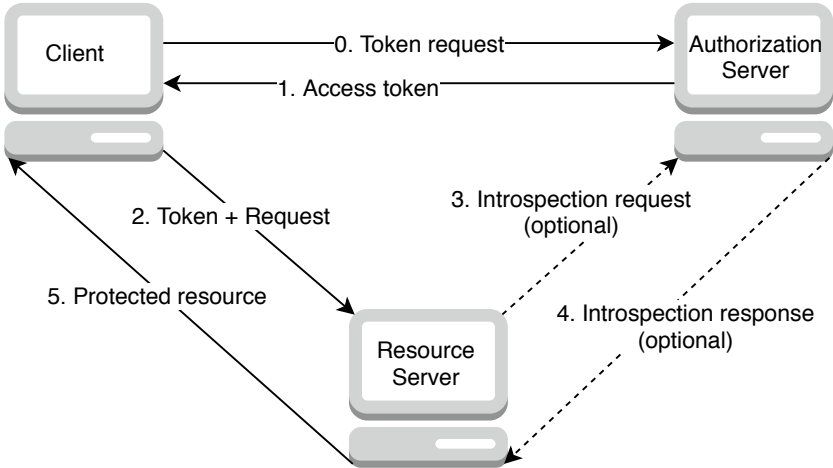 Client
0. Token request
Authorization
Server
1. Access token
2. Token + Request
3. Introspection request
(optional)
5. Protected resource
4. Introspection response
(optional)
Resource
Server